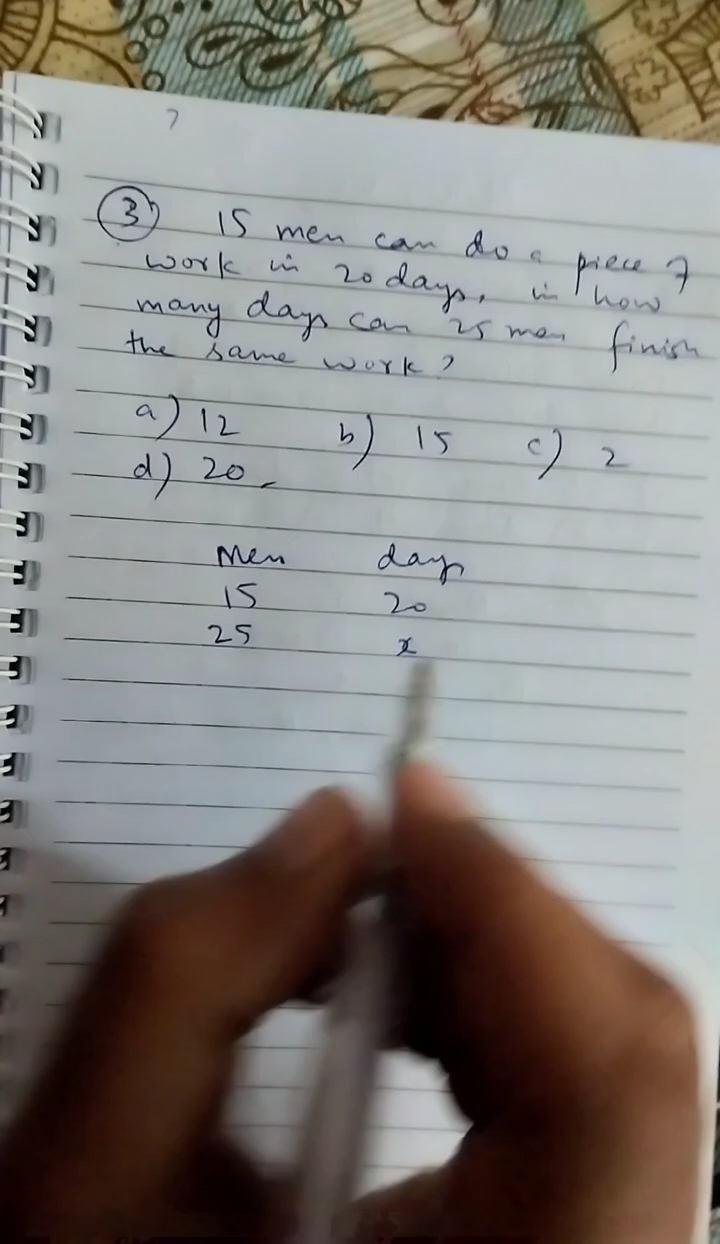 3) 15 men can do a piece of
work in 20 days, in how
many days can 25 men finish
the same work?
a) 12 b) 15 c) 2
d) 20
Men days
15 20
25 x